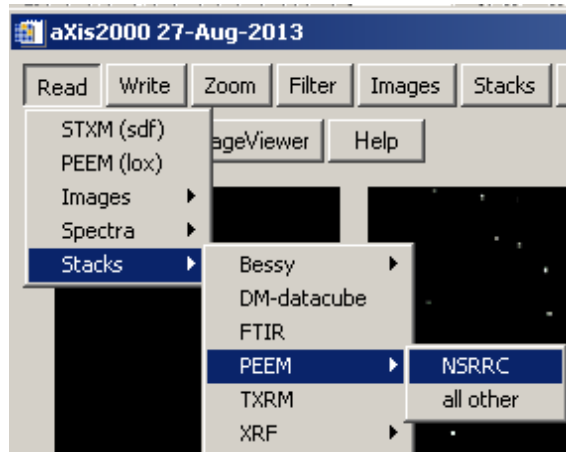 aXis2000 27-Aug-2013
Read Write Zoom Filter Images Stacks
ageViewer Help
STXM (sdf)
PEEM (lox)
Images
Spectra
Stacks
Bessy
DM-datacube
FTIR
PEEM
TXRM
XRF
NSRRC
all other